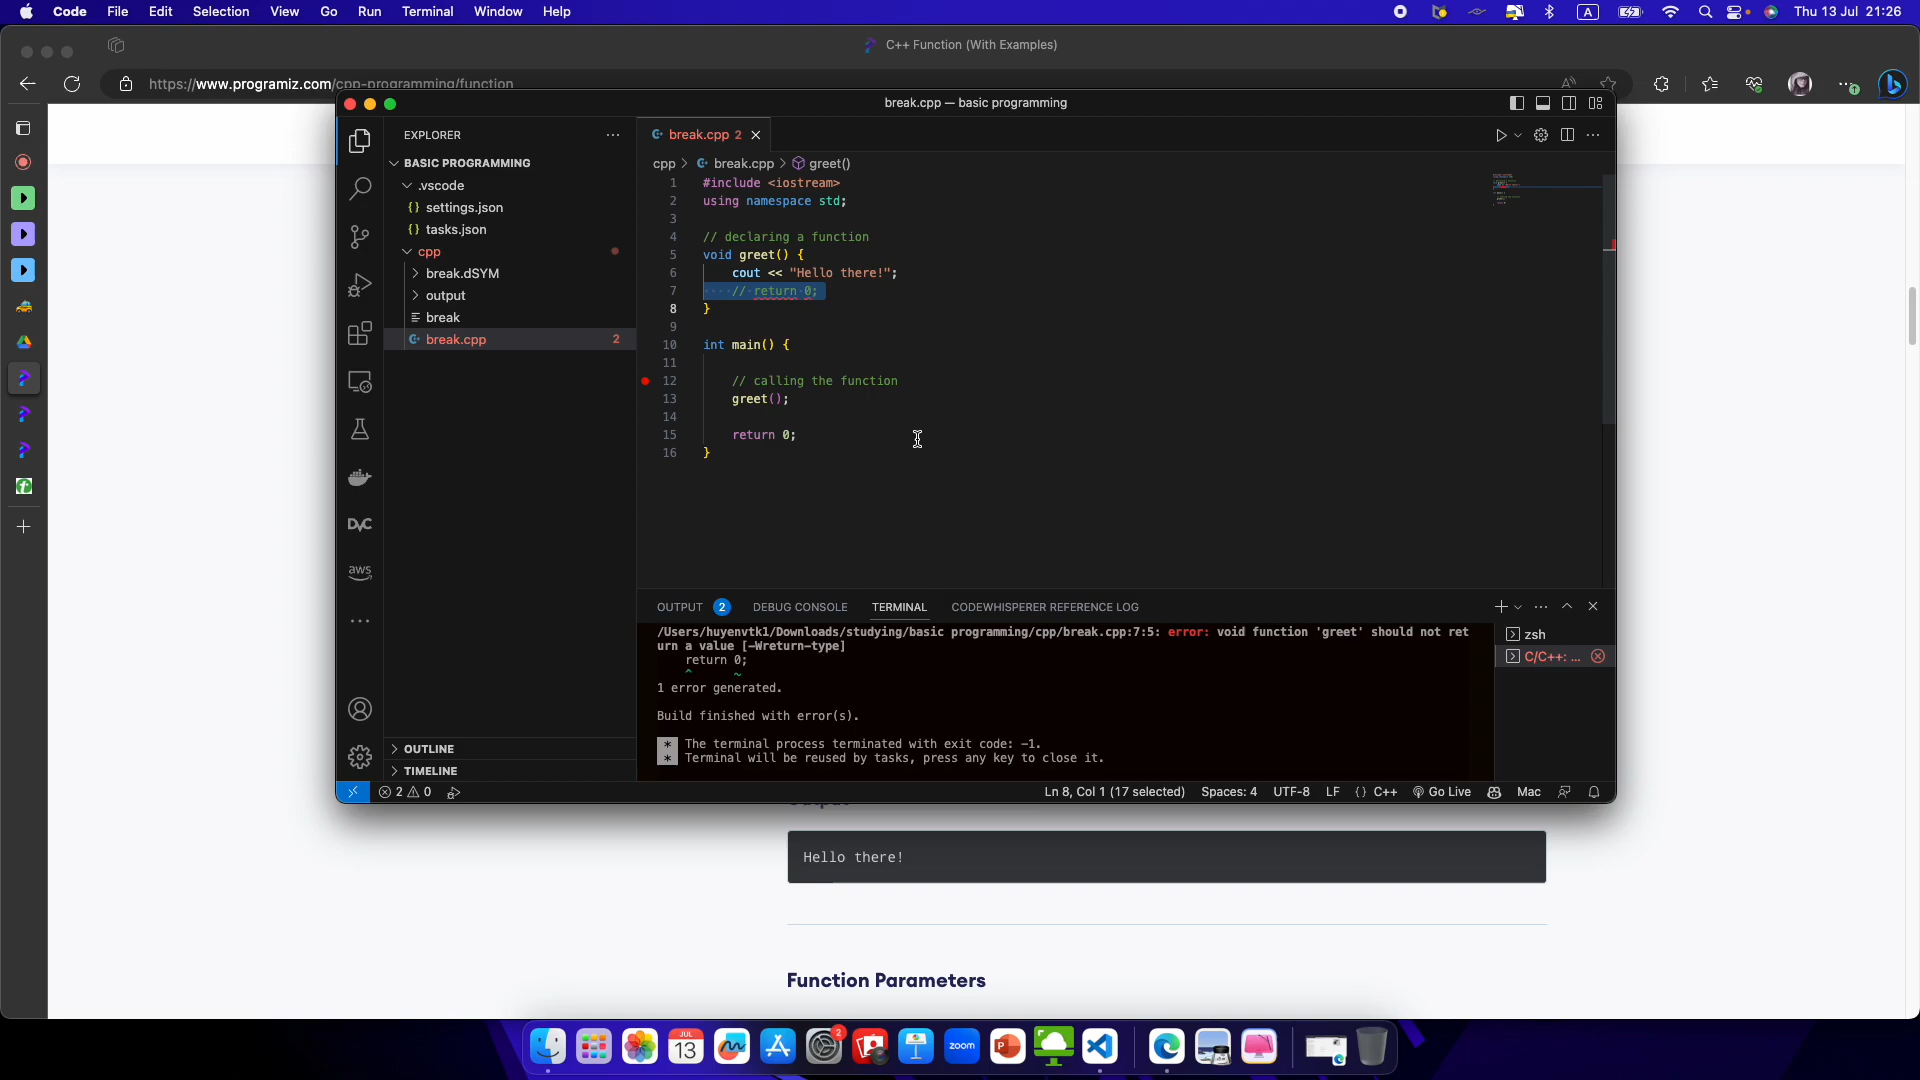 Code File Edit Selection View Go Run Terminal Window Help
A
Thu 13 Jul 21:26
C++ Function (With Examples)
https://www.programiz.com/cpp-programming/function
break.cpp — basic programming
EXPLORER
break.cpp 2
BASIC PROGRAMMING
cpp > break.cpp > greet()
.vscode
{} settings.json
{} tasks.json
cpp
break.dSYM
output
break
break.cpp 2
DVC
aws
1 #include <iostream>
2 using namespace std;
3
4 // declaring a function
5 void greet() {
6 cout << "Hello there!";
7 // return 0;
8 }
9
10 int main() {
11
12 // calling the function
13 greet();
14
15 return 0;
16 }
OUTPUT 2 DEBUG CONSOLE TERMINAL CODEWHISPERER REFERENCE LOG
/Users/huyenvtk1/Downloads/studying/basic programming/cpp/break.cpp:7:5: error: void function 'greet' should not ret
urn a value [-Wreturn-type]
return 0;
^ ~
1 error generated.
Build finished with error(s).
* The terminal process terminated with exit code: -1.
* Terminal will be reused by tasks, press any key to close it.
zsh
C/C++: ...
OUTLINE
TIMELINE
2 0
Ln 8, Col 1 (17 selected) Spaces: 4 UTF-8 LF {} C++ Go Live Mac
Hello there!
Function Parameters
JUL
13
2
zoom
P